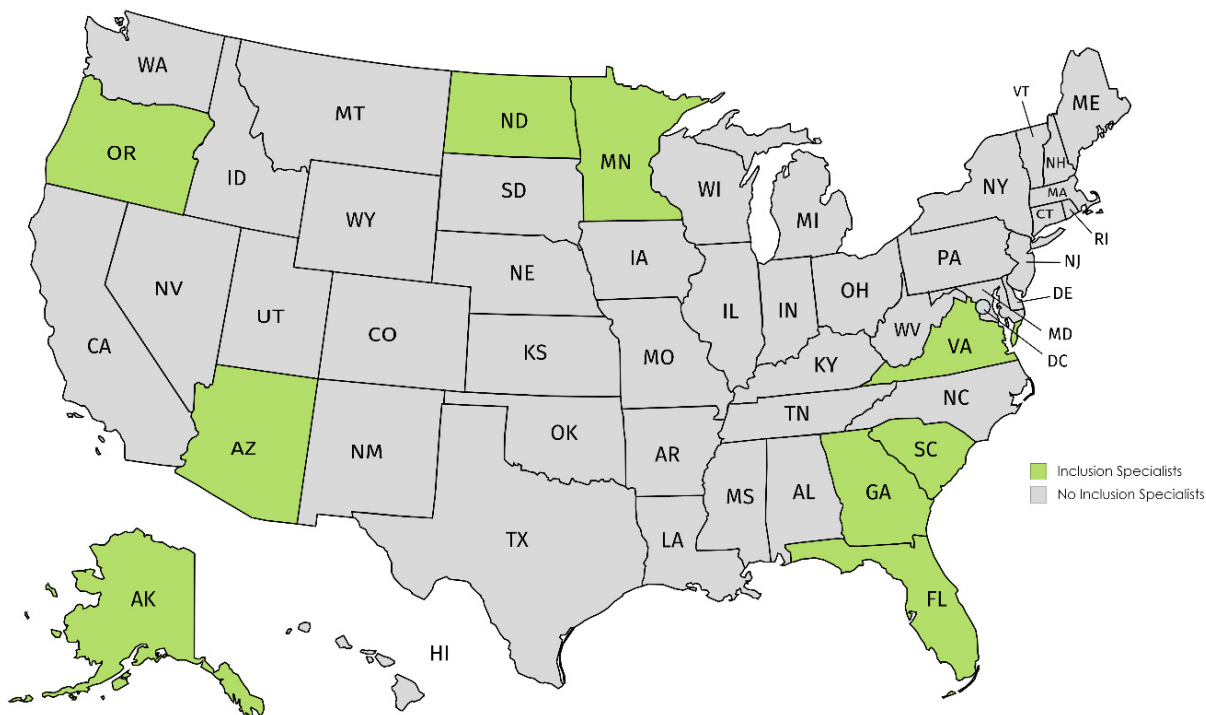 WA
MT
ND
MN
VT
ME
OR
ID
SD
WI
NH
NY
MA
WY
MI
CT
RI
IA
PA
NJ
NE
NV
OH
DE
UT
IL
IN
CO
WV
MD
CA
KS
MO
VA
DC
KY
NC
TN
OK
AZ
NM
AR
SC
MS
AL
GA
Inclusion Specialists
No Inclusion Specialists
TX
LA
AK
FL
HI